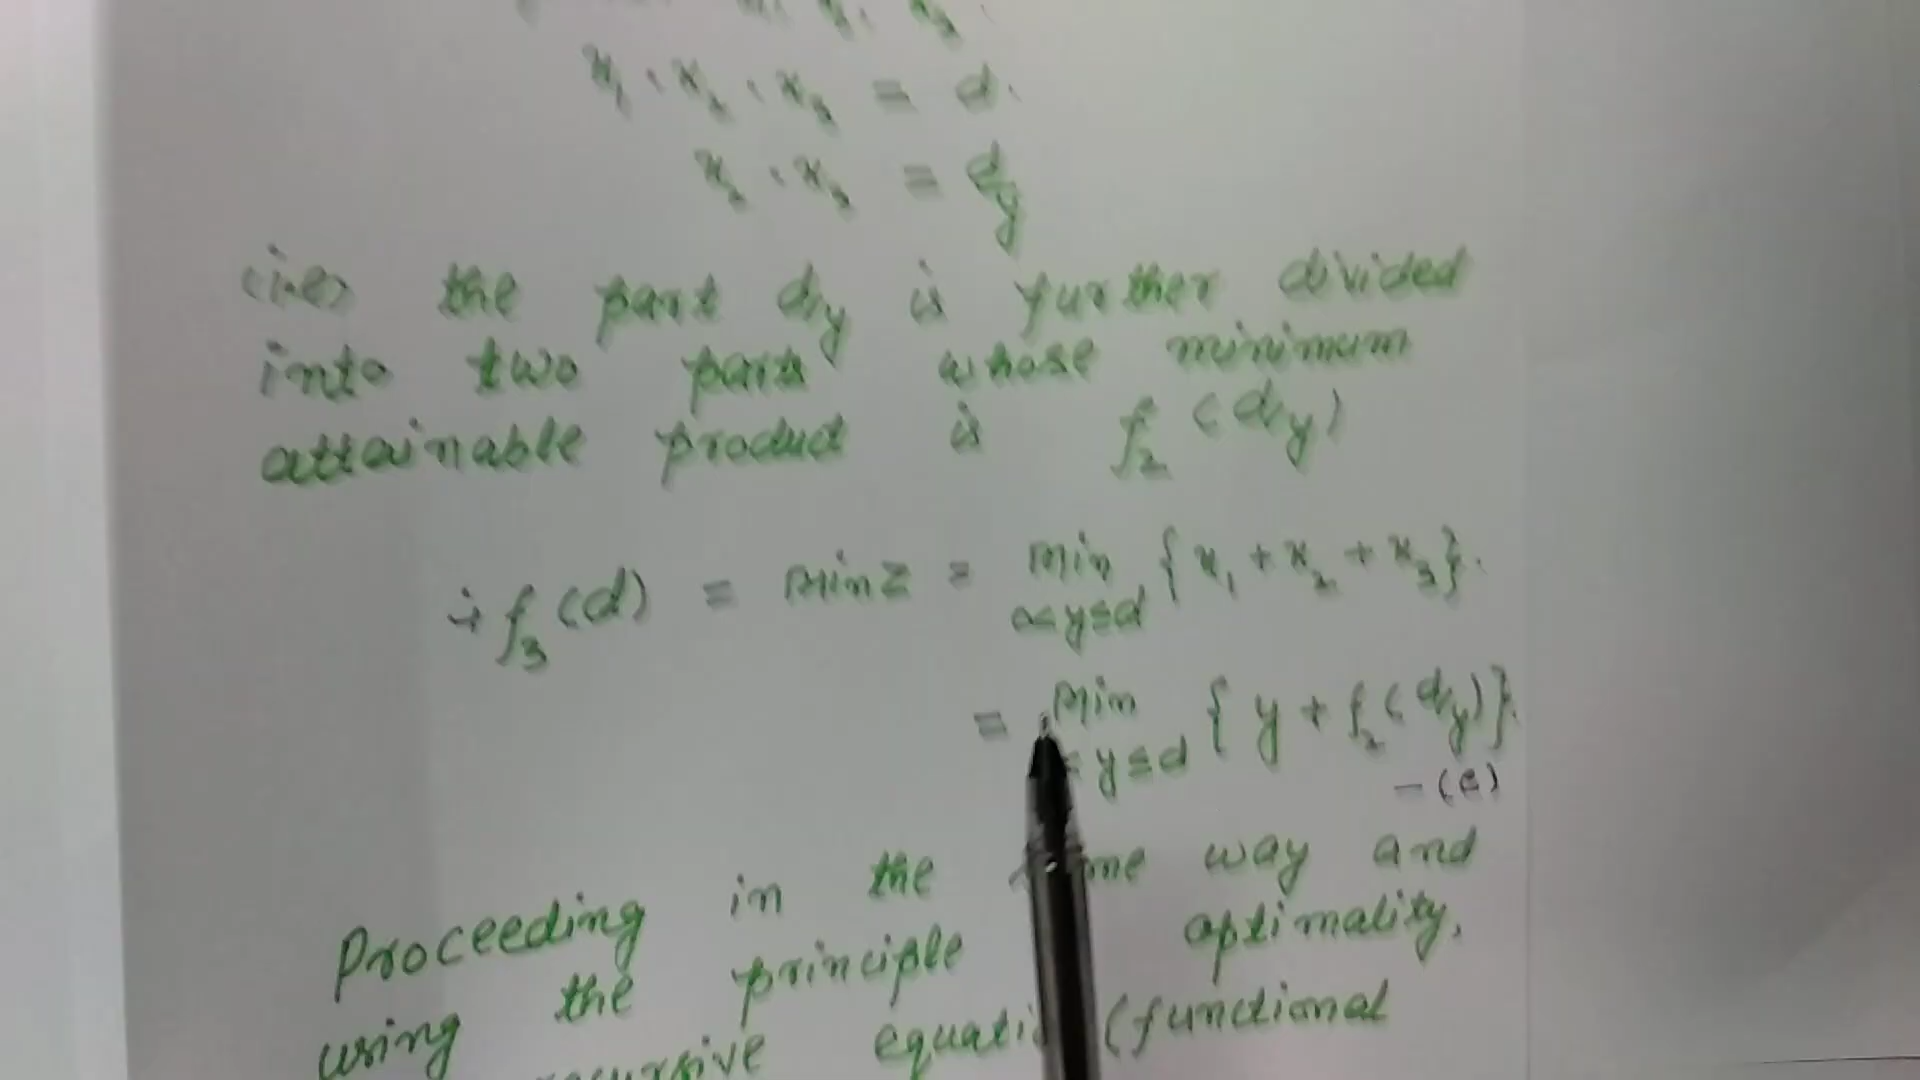 x₁ · x₂ · x₃ = d.
x₂ · x₃ = d/y
(i.e) the part d/y is further divided
into two parts whose minimum
attainable product is f₂ (d/y)
∴ f₃ (d) = Min Z = Min {x₁ + x₂ + x₃}.
0<y≤d
= Min { y + f₂ (d/y)}.
< y ≤ d
- (2)
Proceeding in the same way and
using the principle optimality,
recursive equation (functional